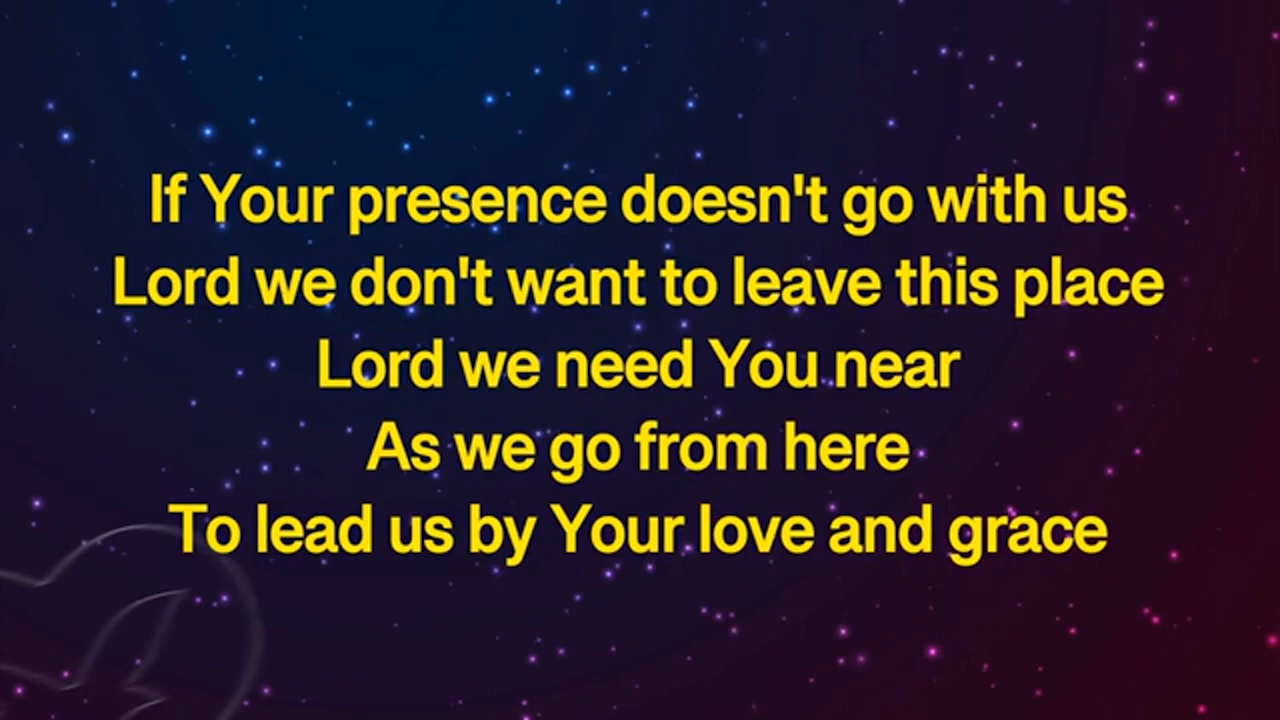 If Your presence doesn't go with us
Lord we don't want to leave this place
Lord we need You near
As we go from here
To lead us by Your love and grace